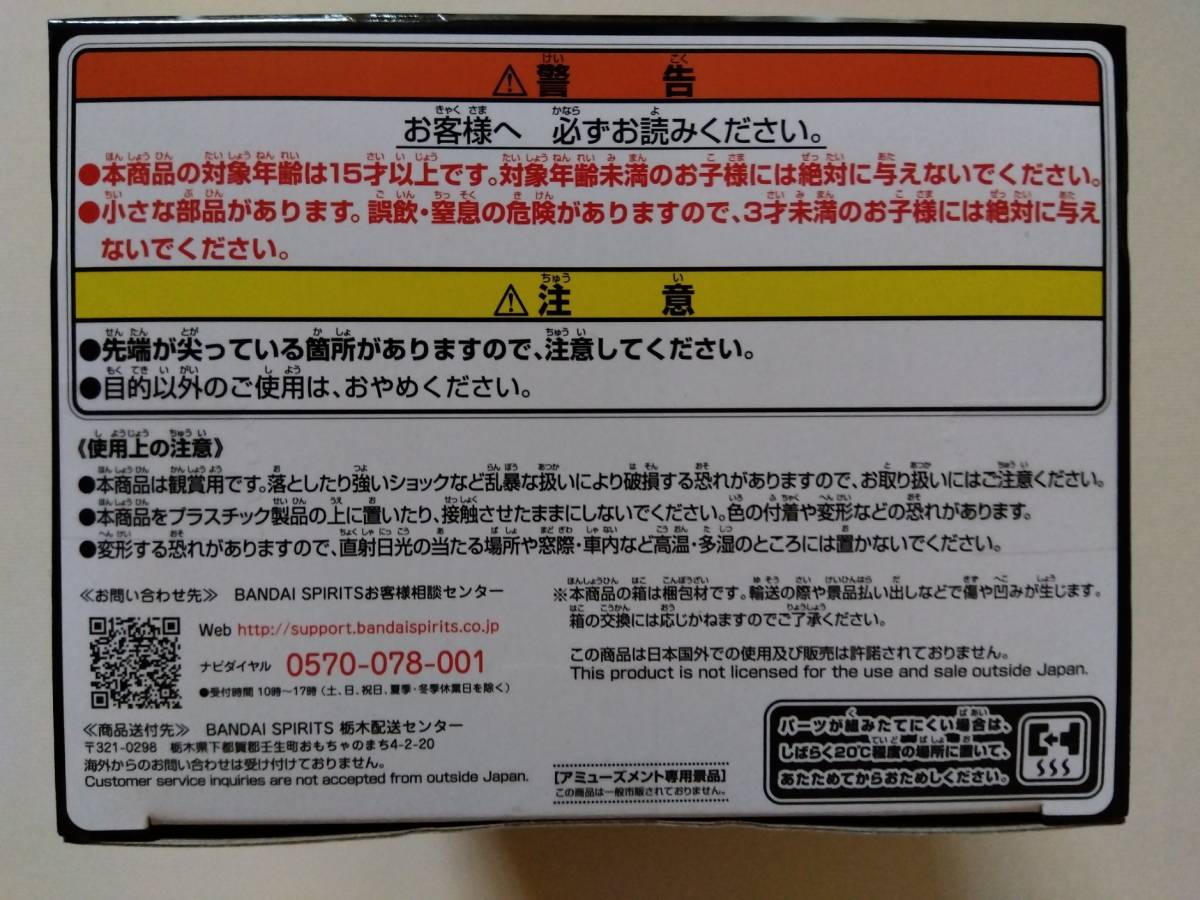 ⚠警告
お客様へ 必ずお読みください。
●本商品の対象年齢は15才以上です。対象年齢未満のお子様には絶対に与えないでください。
●小さな部品があります。誤飲・窒息の危険がありますので、3才未満のお子様には絶対に与え
ないでください。
⚠注意
●先端が尖っている箇所がありますので、注意してください。
●目的以外のご使用は、おやめください。
《使用上の注意》
●本商品は観賞用です。落としたり強いショックなど乱暴な扱いにより破損する恐れがありますので、お取り扱いにはご注意ください。
●本商品をプラスチック製品の上に置いたり、接触させたままにしないでください。色の付着や変形などの恐れがあります。
●変形する恐れがありますので、直射日光の当たる場所や窓際・車内など高温・多湿のところには置かないでください。
≪お問い合わせ先≫ BANDAI SPIRITSお客様相談センター
Web http://support.bandaispirits.co.jp
ナビダイヤル 0570-078-001
●受付時間 10時〜17時(土、日、祝日、夏季・冬季休業日を除く)
≪商品送付先≫ BANDAI SPIRITS 栃木配送センター
〒321-0298 栃木県下都賀郡壬生町おもちゃのまち4-2-20
海外からのお問い合わせは受け付けておりません。
Customer service inquiries are not accepted from outside Japan.
※本商品の箱は梱包材です。輸送の際や景品払い出しなどで傷や凹みが生じます。
箱の交換には応じかねますのでご了承ください。
この商品は日本国外での使用及び販売は許諾されておりません。
This product is not licensed for the use and sale outside Japan.
[アミューズメント専用景品]
この商品は一般市販されておりません。
パーツが組みたてにくい場合は、
しばらく20℃程度の場所に置いて、
あたためてからおためしください。